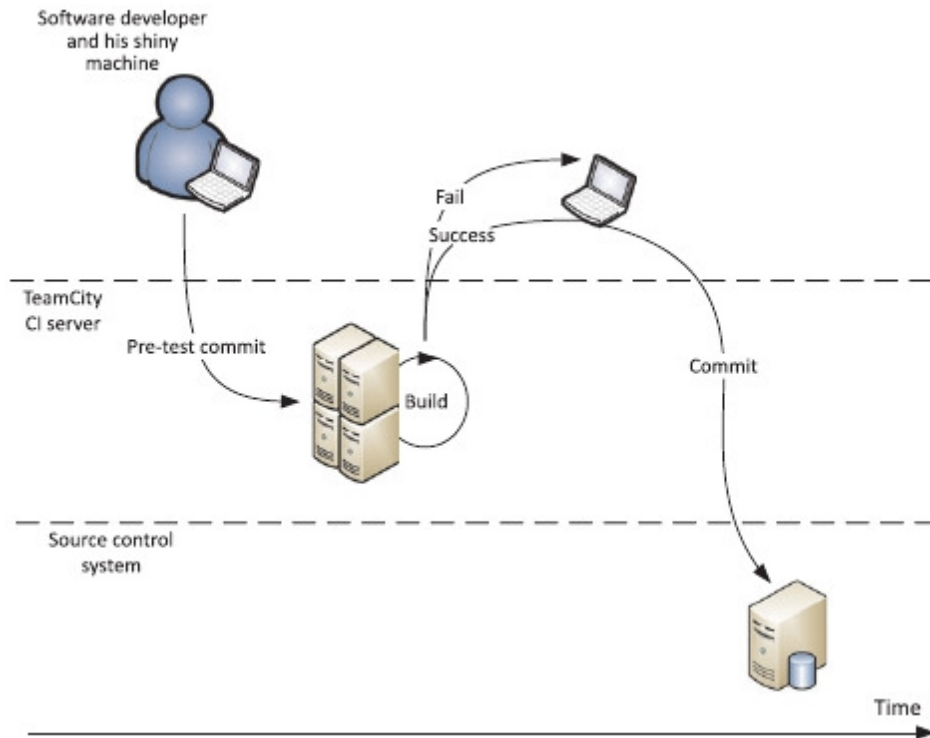 Software developer
and his shiny
machine
Fail
Success
TeamCity
CI server
Pre-test commit
Build
Commit
Source control
system
Time